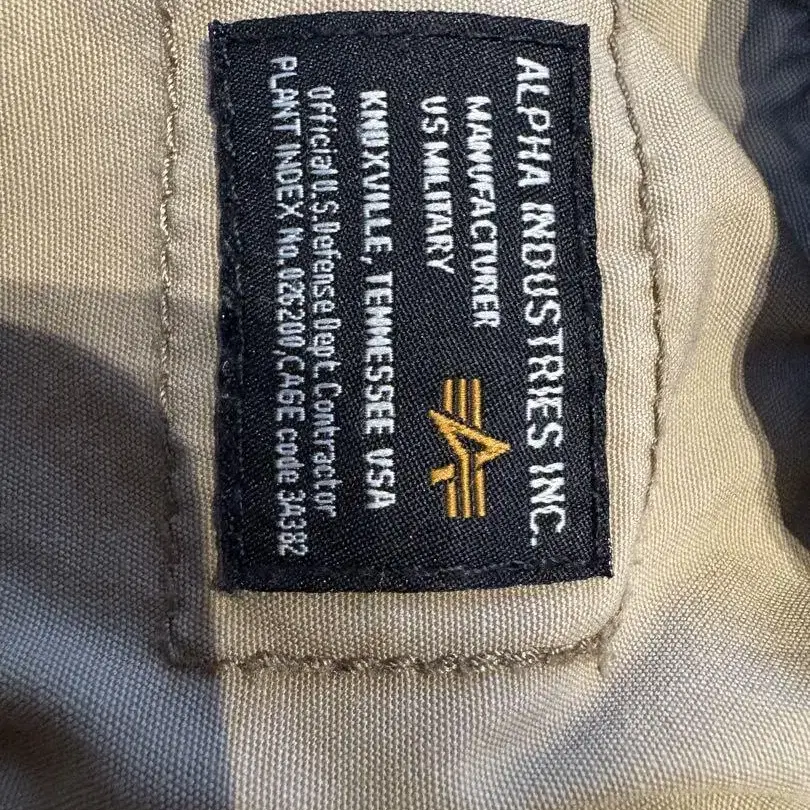 ALPHA INDUSTRIES INC.
MANUFACTURER
US MILITARY
KNOXVILLE, TENNESSEE USA
Official U.S. Defense Dept. Contractor
PLANT INDEX No. 026200/CAGE code 3A382